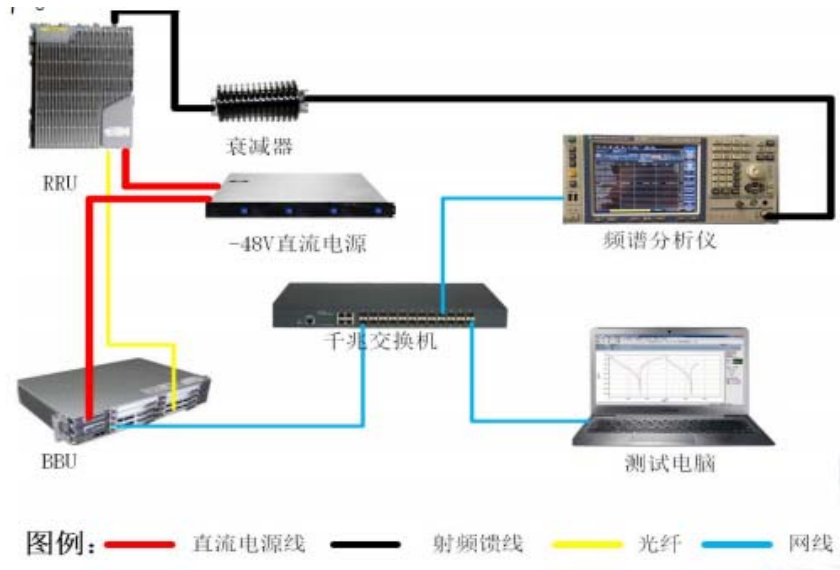 衰减器
RRU
-48V直流电源
频谱分析仪
千兆交换机
BBU
测试电脑
图例: 直流电源线 射频馈线 光纤 网线